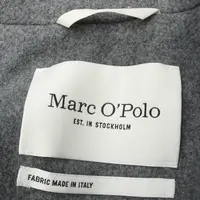 Marc O'Polo
EST. IN STOCKHOLM
FABRIC MADE IN ITALY